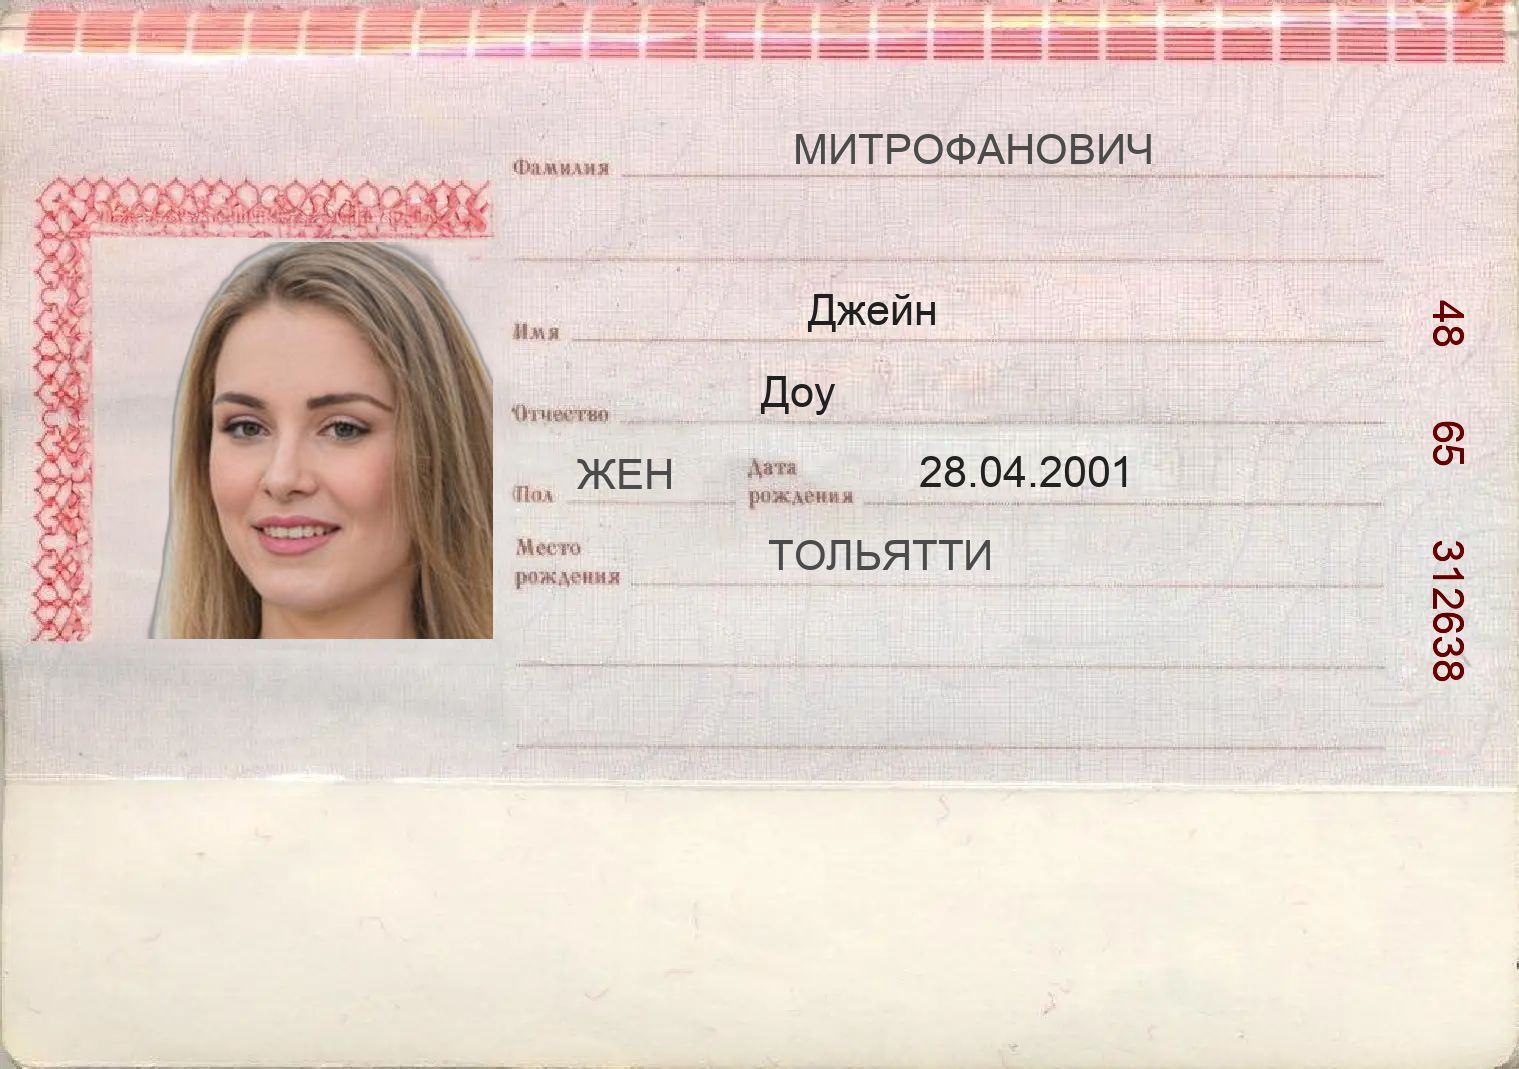 Фамилия МИТРОФАНОВИЧ
Имя Джейн
Отчество Доу
Пол ЖЕН Дата рождения 28.04.2001
Место рождения ТОЛЬЯТТИ
48 65 312638